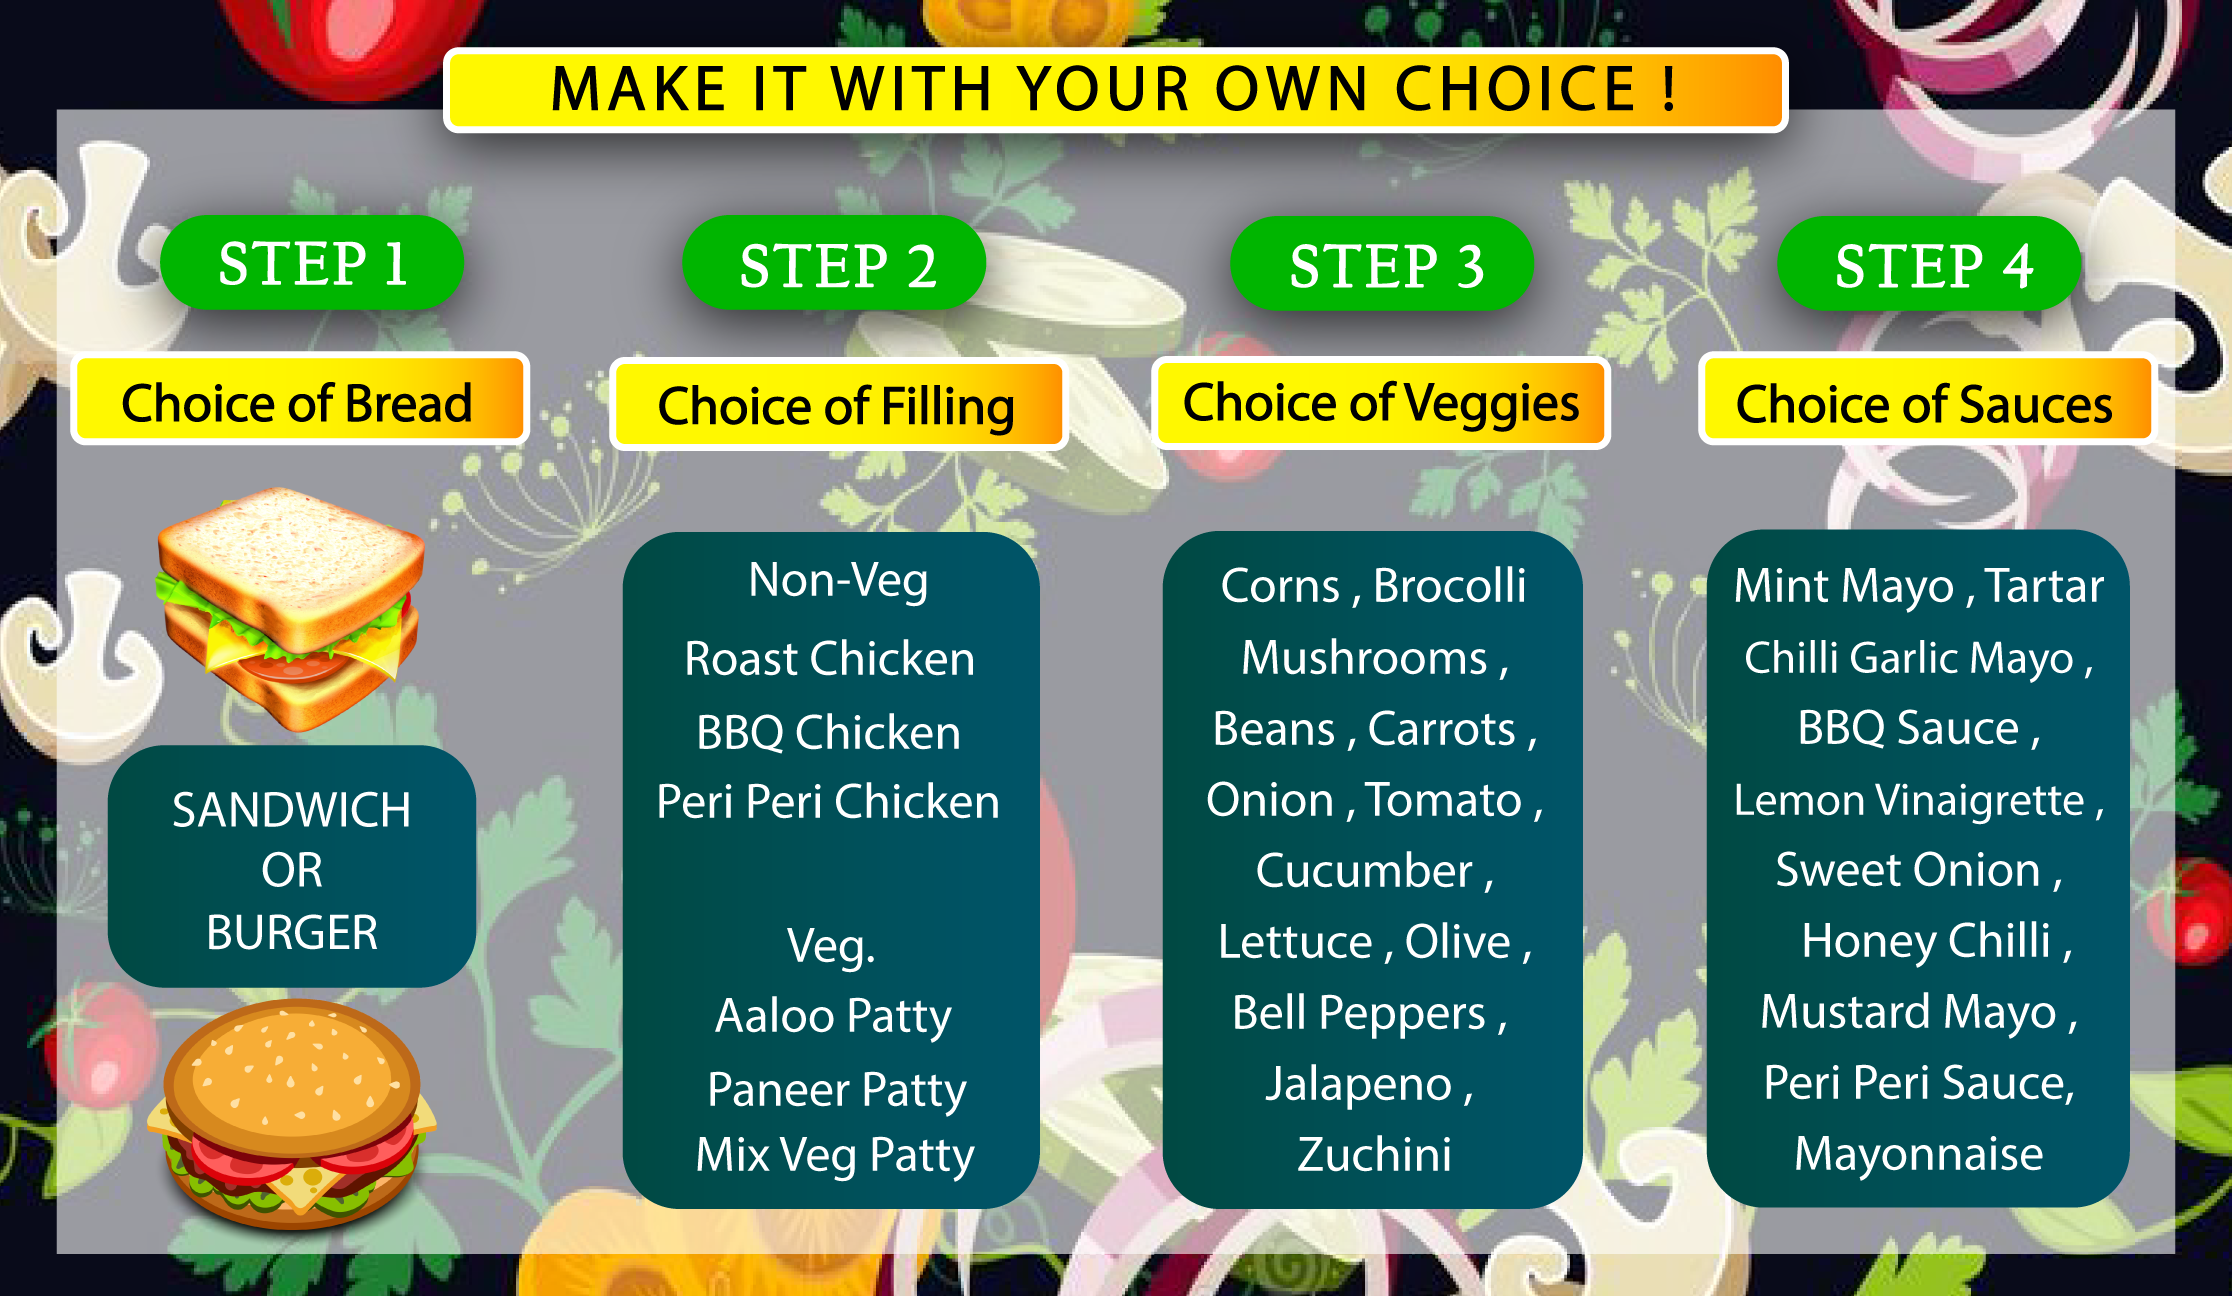 MAKE IT WITH YOUR OWN CHOICE !
STEP 1
Choice of Bread
SANDWICH
OR
BURGER
STEP 2
Choice of Filling
Non-Veg
Roast Chicken
BBQ Chicken
Peri Peri Chicken
Veg.
Aaloo Patty
Paneer Patty
Mix Veg Patty
STEP 3
Choice of Veggies
Corns , Brocolli
Mushrooms ,
Beans , Carrots ,
Onion , Tomato ,
Cucumber ,
Lettuce , Olive ,
Bell Peppers ,
Jalapeno ,
Zuchini
STEP 4
Choice of Sauces
Mint Mayo , Tartar
Chilli Garlic Mayo ,
BBQ Sauce ,
Lemon Vinaigrette ,
Sweet Onion ,
Honey Chilli ,
Mustard Mayo ,
Peri Peri Sauce,
Mayonnaise